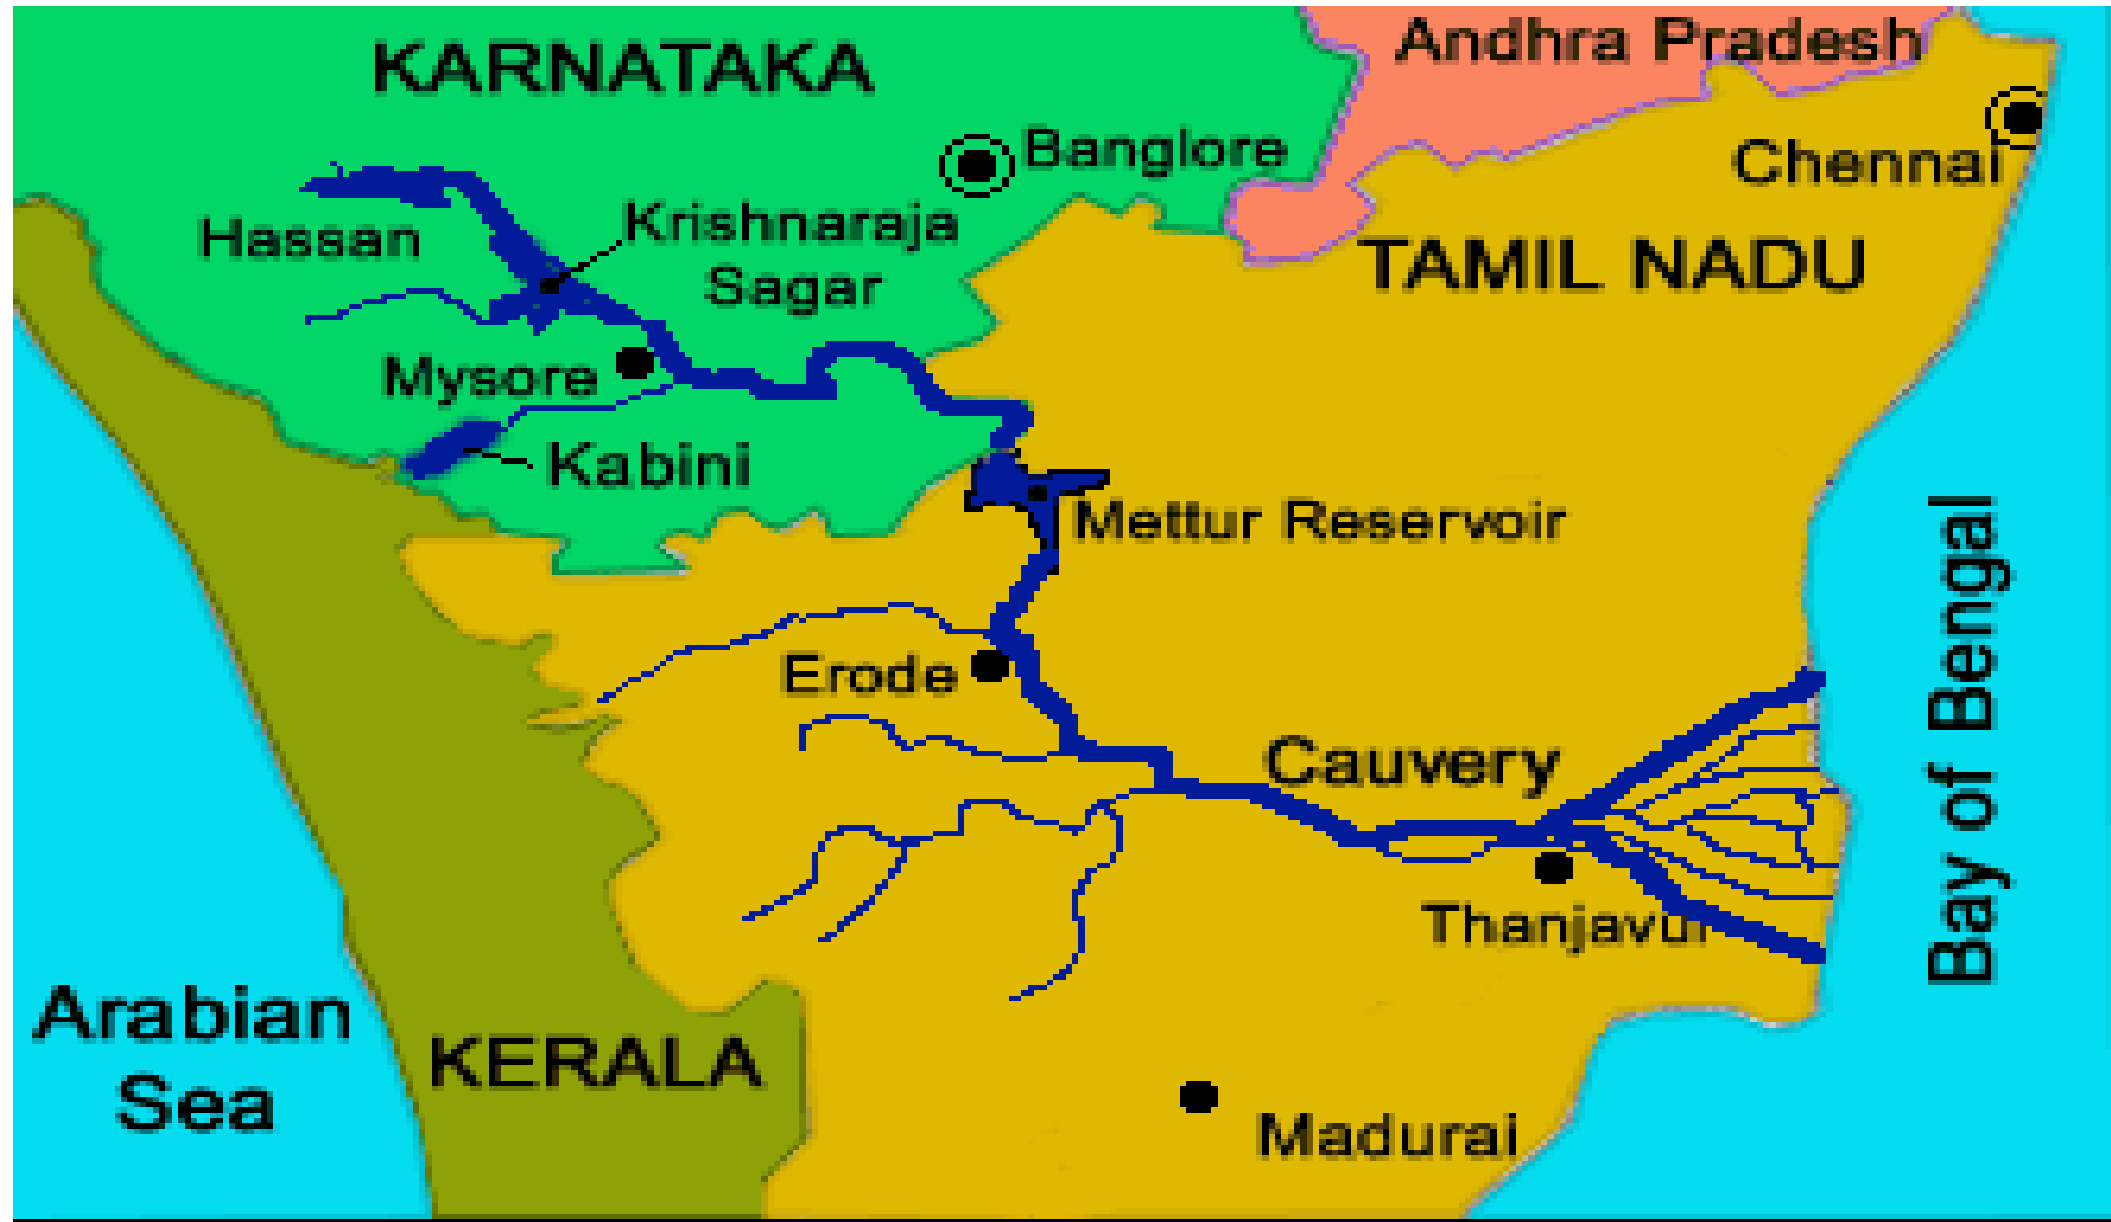 KARNATAKA
Andhra Pradesh
Banglore
Chennai
Hassan
Krishnaraja
Sagar
TAMIL NADU
Mysore
Kabini
Mettur Reservoir
Erode
Cauvery
Bay of Bengal
Thanjavur
Arabian
Sea
KERALA
Madurai